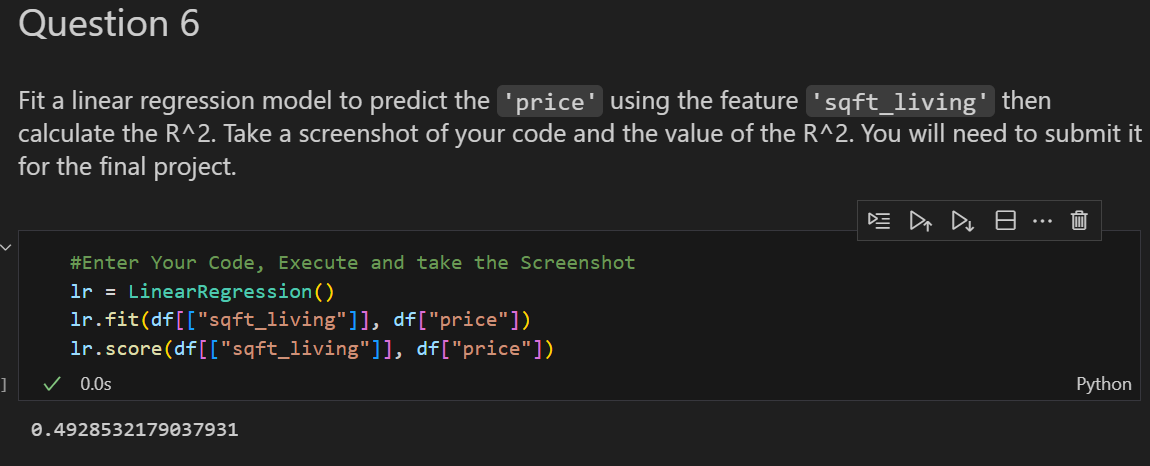 Question 6
Fit a linear regression model to predict the 'price' using the feature 'sqft_living' then
calculate the R^2. Take a screenshot of your code and the value of the R^2. You will need to submit it
for the final project.
#Enter Your Code, Execute and take the Screenshot
lr = LinearRegression()
lr.fit(df[["sqft_living"]], df["price"])
lr.score(df[["sqft_living"]], df["price"])
] 0.0s Python
0.4928532179037931